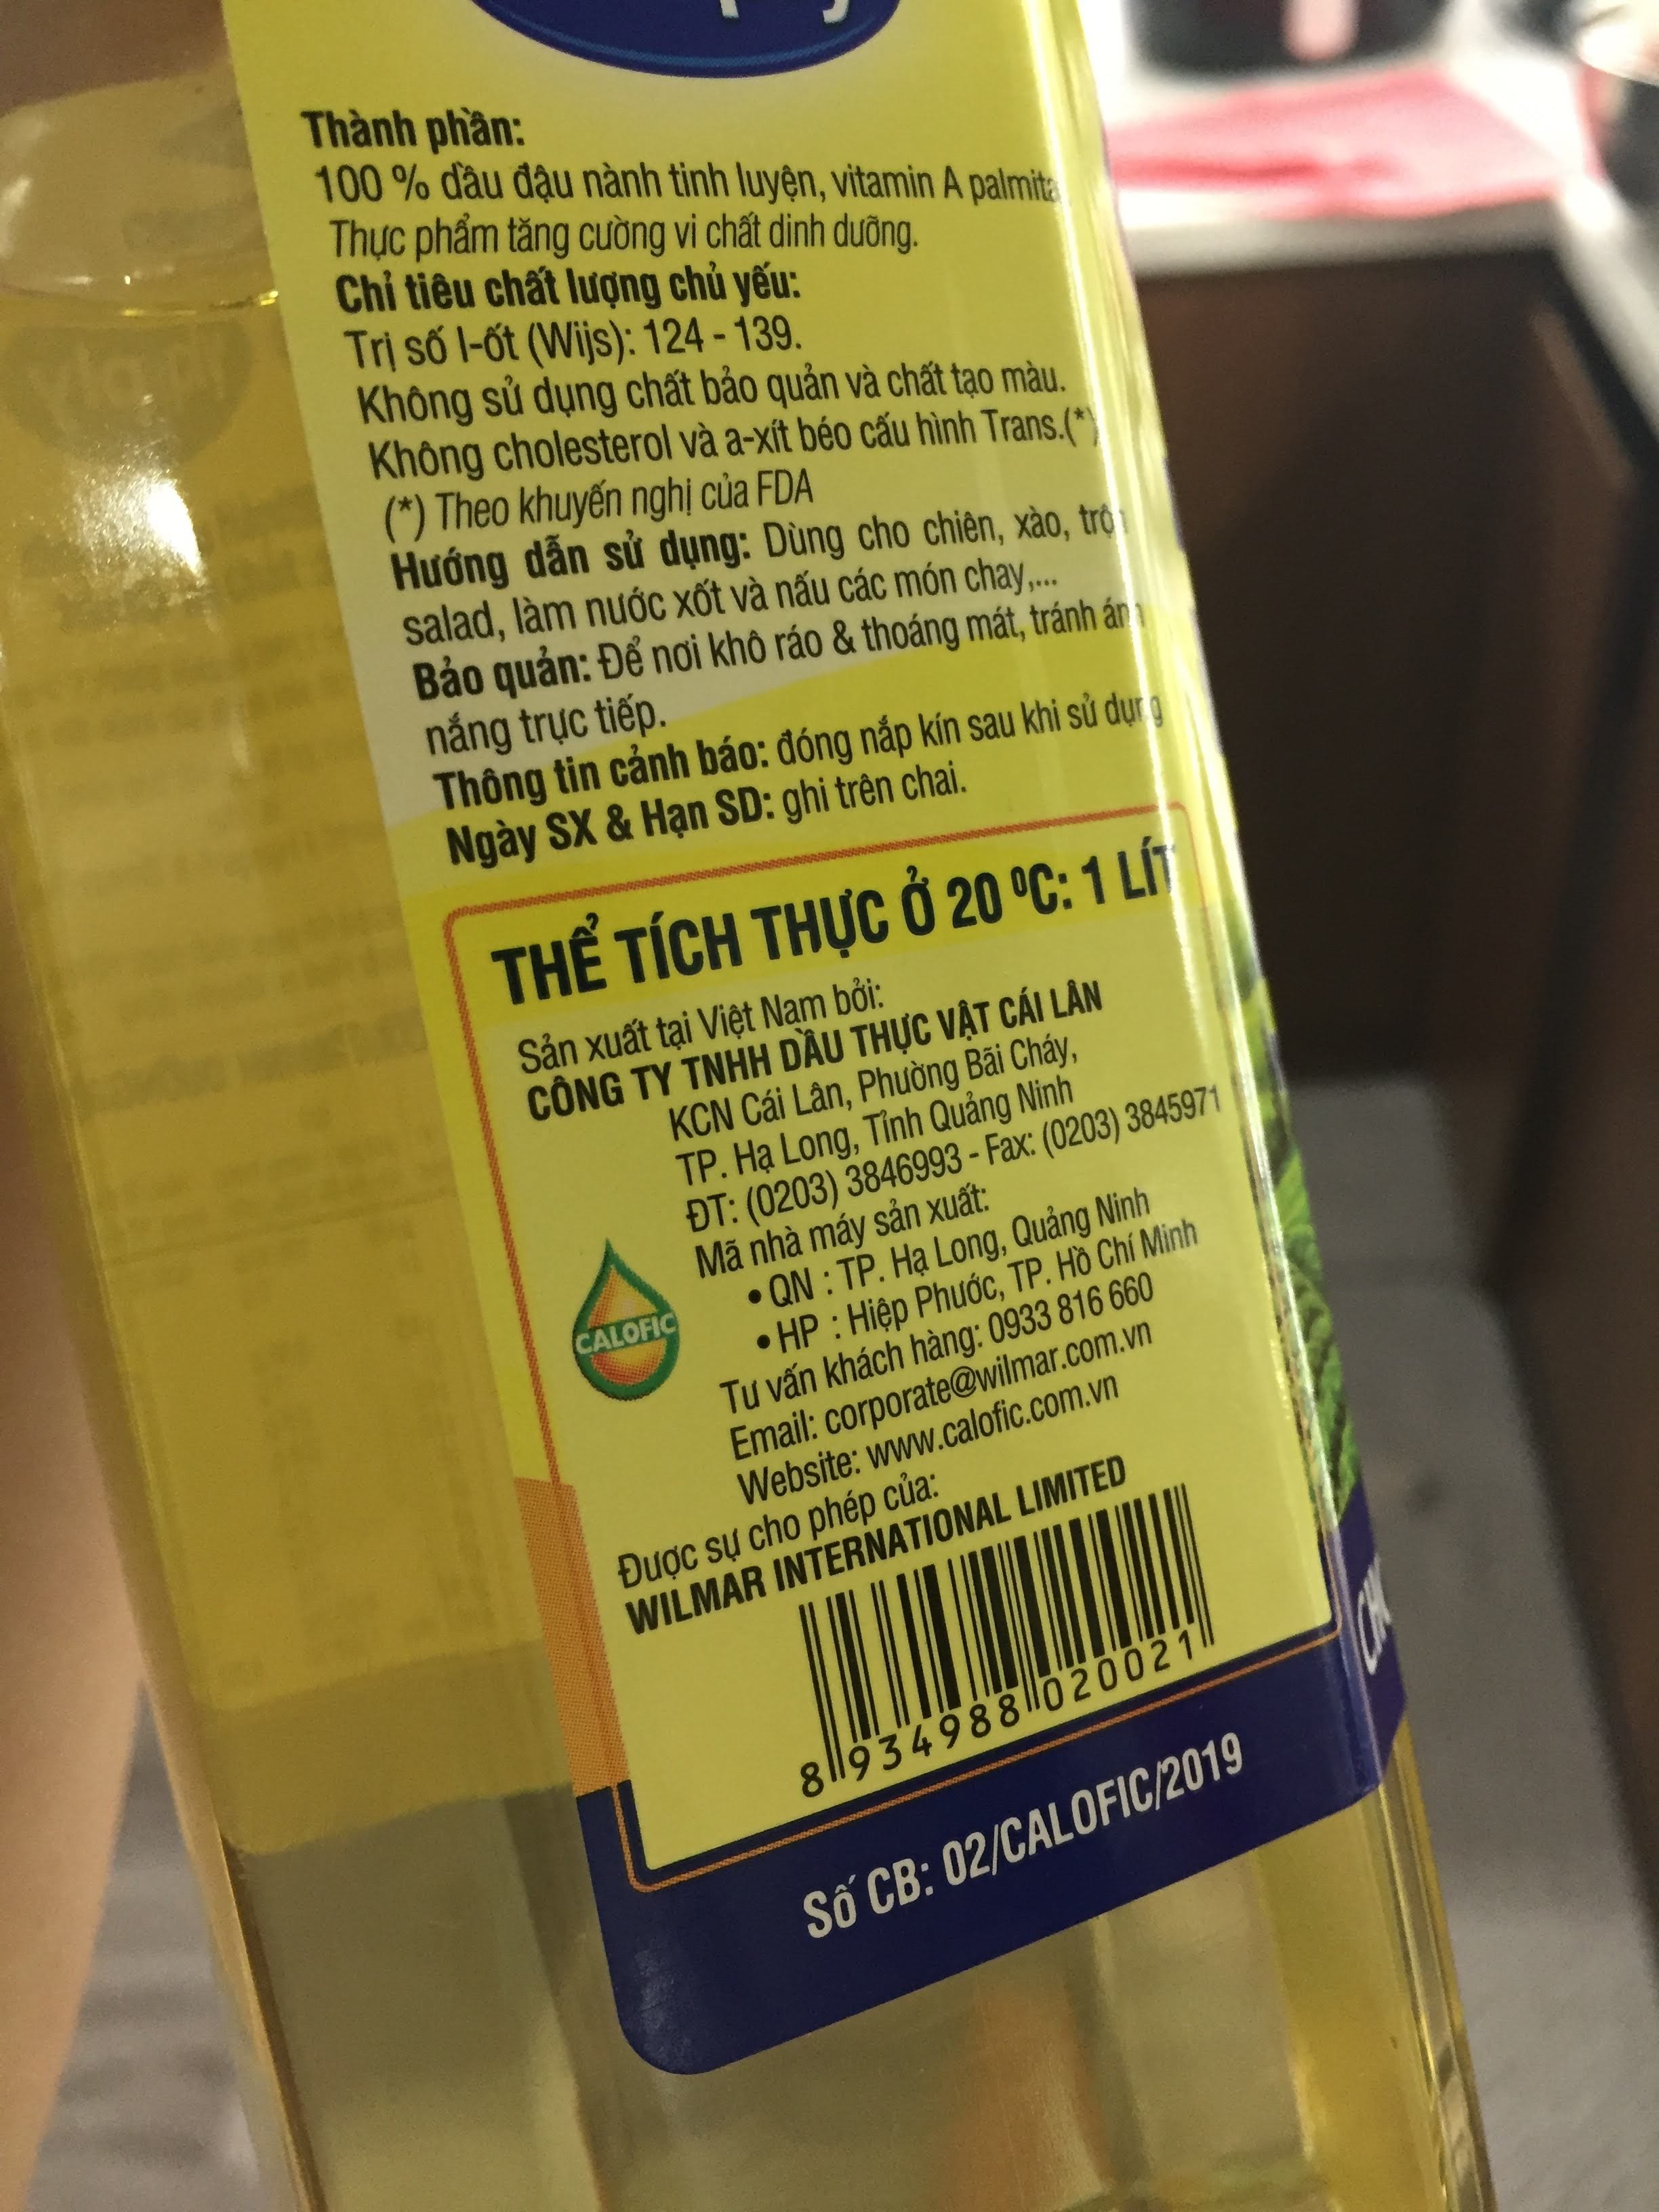 Thành phần:
100 % dầu đậu nành tinh luyện, vitamin A
Thực phẩm tăng cường vi chất dinh dưỡng.
Chỉ tiêu chất lượng chủ yếu:
Trị số I-ốt (Wijs): 124 - 139.
Không sử dụng chất bảo quản và chất tạo màu.
Không cholesterol và a-xít béo cấu hình Trans.(*)
(*) Theo khuyến nghị của FDA
Hướng dẫn sử dụng: Dùng cho chiên, xào, trộn
salad, làm nước xốt và nấu các món chay,...
Bảo quản: Để nơi khô ráo & thoáng mát, tránh ánh
nắng trực tiếp.
Thông tin cảnh báo: đóng nắp kín sau khi sử dụng
Ngày SX & Hạn SD: ghi trên chai.
THỂ TÍCH THỰC Ở 20 ºC: 1 LÍT
Sản xuất tại Việt Nam bởi:
CÔNG TY TNHH DẦU THỰC VẬT CÁI LÂN
KCN Cái Lân, Phường Bãi Cháy,
TP. Hạ Long, Tỉnh Quảng Ninh
ĐT: (0203) 3846993 - Fax: (0203) 3845971
Mã nhà máy sản xuất:
• QN : TP. Hạ Long, Quảng Ninh
• HP : Hiệp Phước, TP. Hồ Chí Minh
CALOFIC
Tư vấn khách hàng: 0933 816 660
Email: corporate@wilmar.com.vn
Website: www.calofic.com.vn
Được sự cho phép của:
WILMAR INTERNATIONAL LIMITED
8 934988 020021
Số CB: 02/CALOFIC/2019